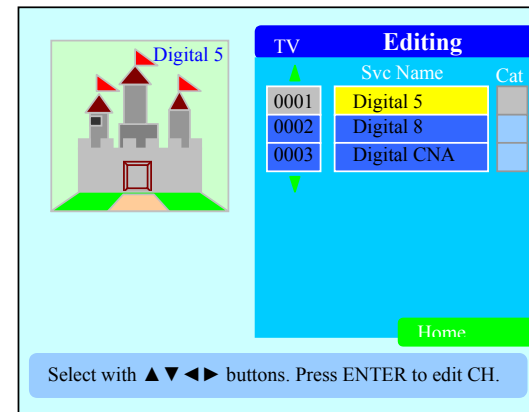 Digital 5
TV Editing
Svc Name Cat
0001 Digital 5
0002 Digital 8
0003 Digital CNA
Home
Select with ▲▼◄► buttons. Press ENTER to edit CH.